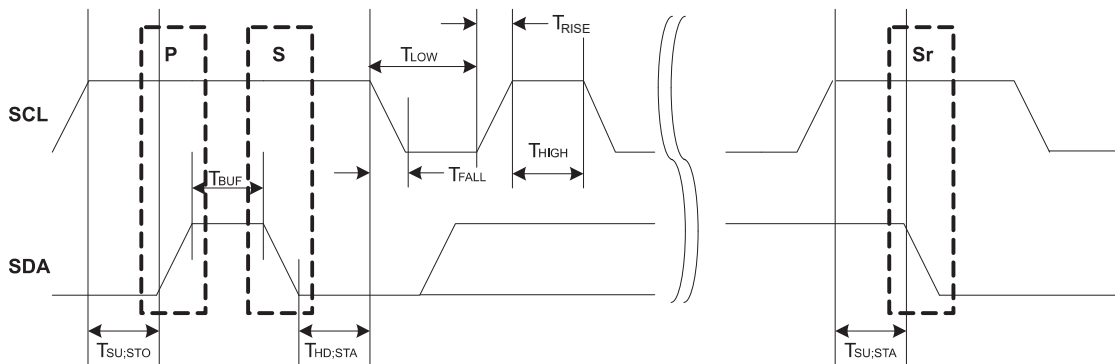 P
S
TRISE
TLOW
Sr
SCL
THIGH
TFALL
TBUF
SDA
TSU;STO
THD;STA
TSU;STA